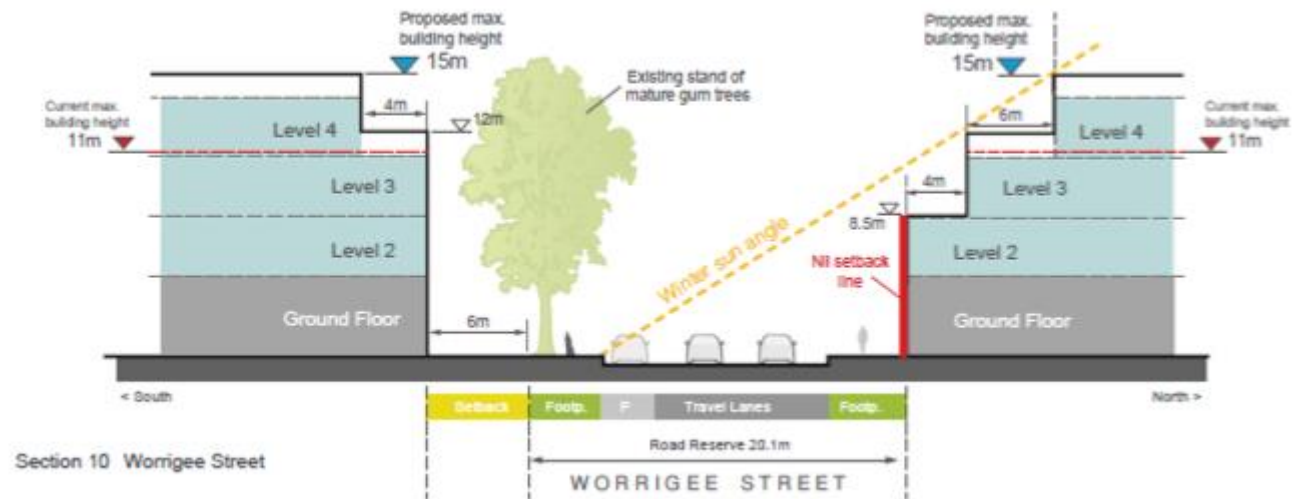 Proposed max.
building height
15m
Proposed max.
building height
15m
Existing stand of
mature gum trees
4m
12m
Current max.
building height
11m
Level 4
6m
Level 4
Current max.
building height
11m
Level 3
4m
Level 3
8.5m
Winter sun angle
Level 2
Nil setback
line
Level 2
Ground Floor
6m
Ground Floor
< South
North >
Setback
Footp.
P
Travel Lanes
Footp.
Road Reserve 20.1m
Section 10 Worrigee Street
WORRIGEE STREET